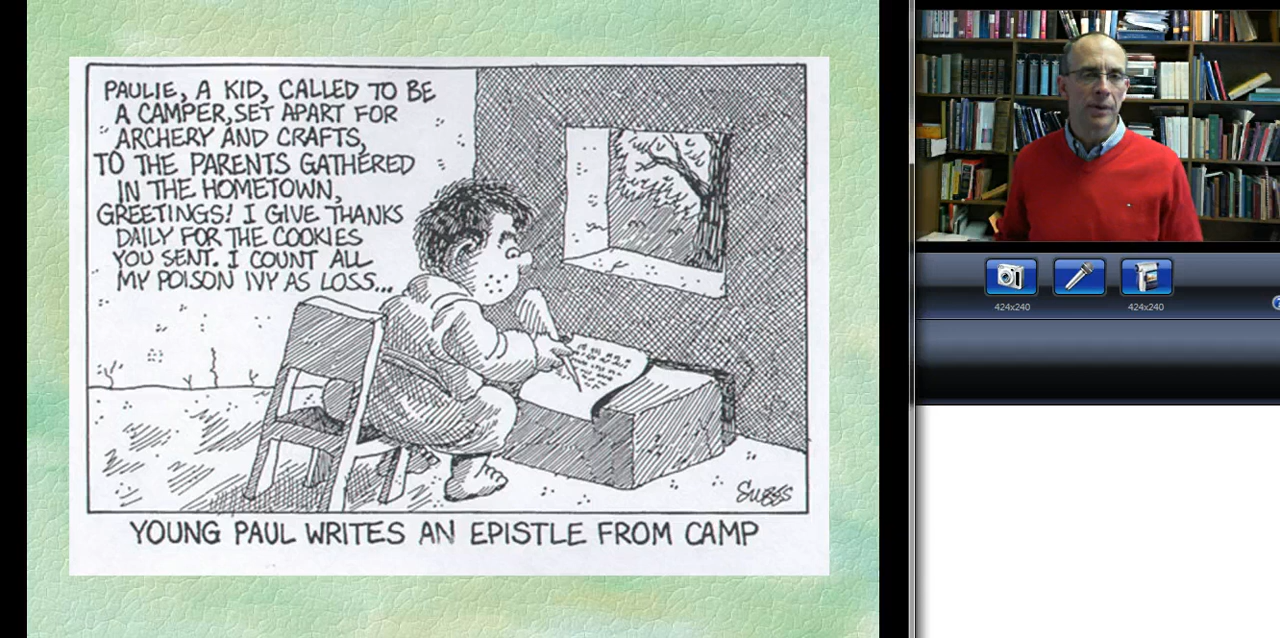 PAULIE, A KID, CALLED TO BE
A CAMPER, SET APART FOR
ARCHERY AND CRAFTS,
TO THE PARENTS GATHERED
IN THE HOMETOWN,
GREETINGS! I GIVE THANKS
DAILY FOR THE COOKIES
YOU SENT. I COUNT ALL
MY POISON IVY AS LOSS...
SUGGS
YOUNG PAUL WRITES AN EPISTLE FROM CAMP
424x240
424x240